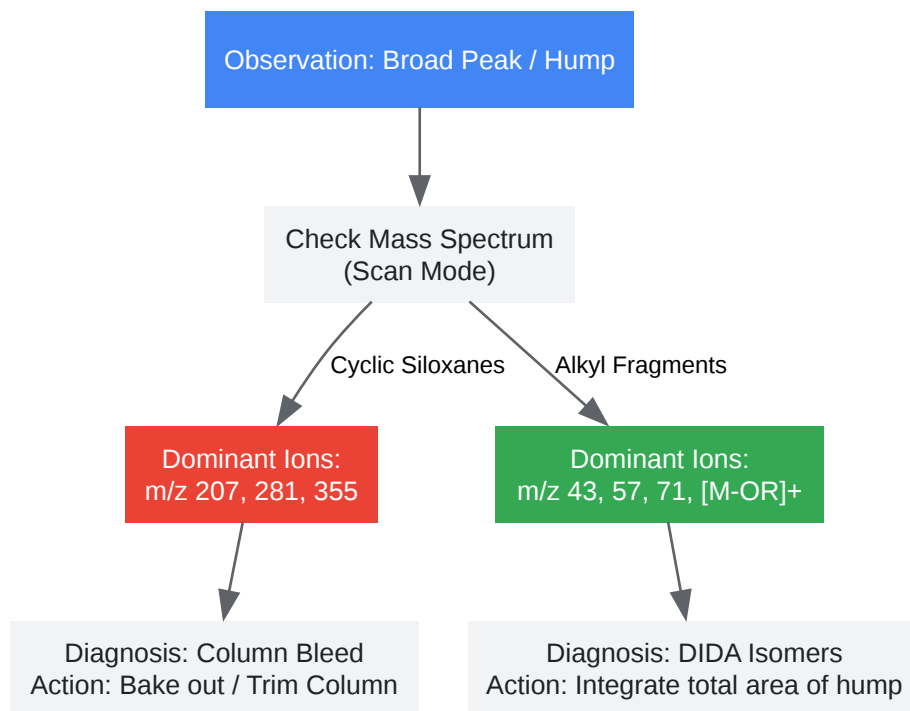 Observation: Broad Peak / Hump
Check Mass Spectrum
(Scan Mode)
Cyclic Siloxanes
Alkyl Fragments
Dominant Ions:
m/z 207, 281, 355
Dominant Ions:
m/z 43, 57, 71, [M-OR]+
Diagnosis: Column Bleed
Action: Bake out / Trim Column
Diagnosis: DIDA Isomers
Action: Integrate total area of hump